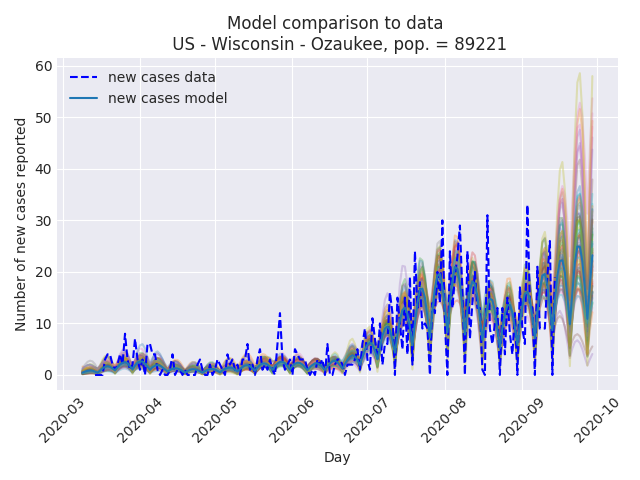 Model comparison to data
US - Wisconsin - Ozaukee, pop. = 89221
new cases data
new cases model
Number of new cases reported
60
50
40
30
20
10
0
2020-03
2020-04
2020-05
2020-06
2020-07
2020-08
2020-09
2020-10
Day